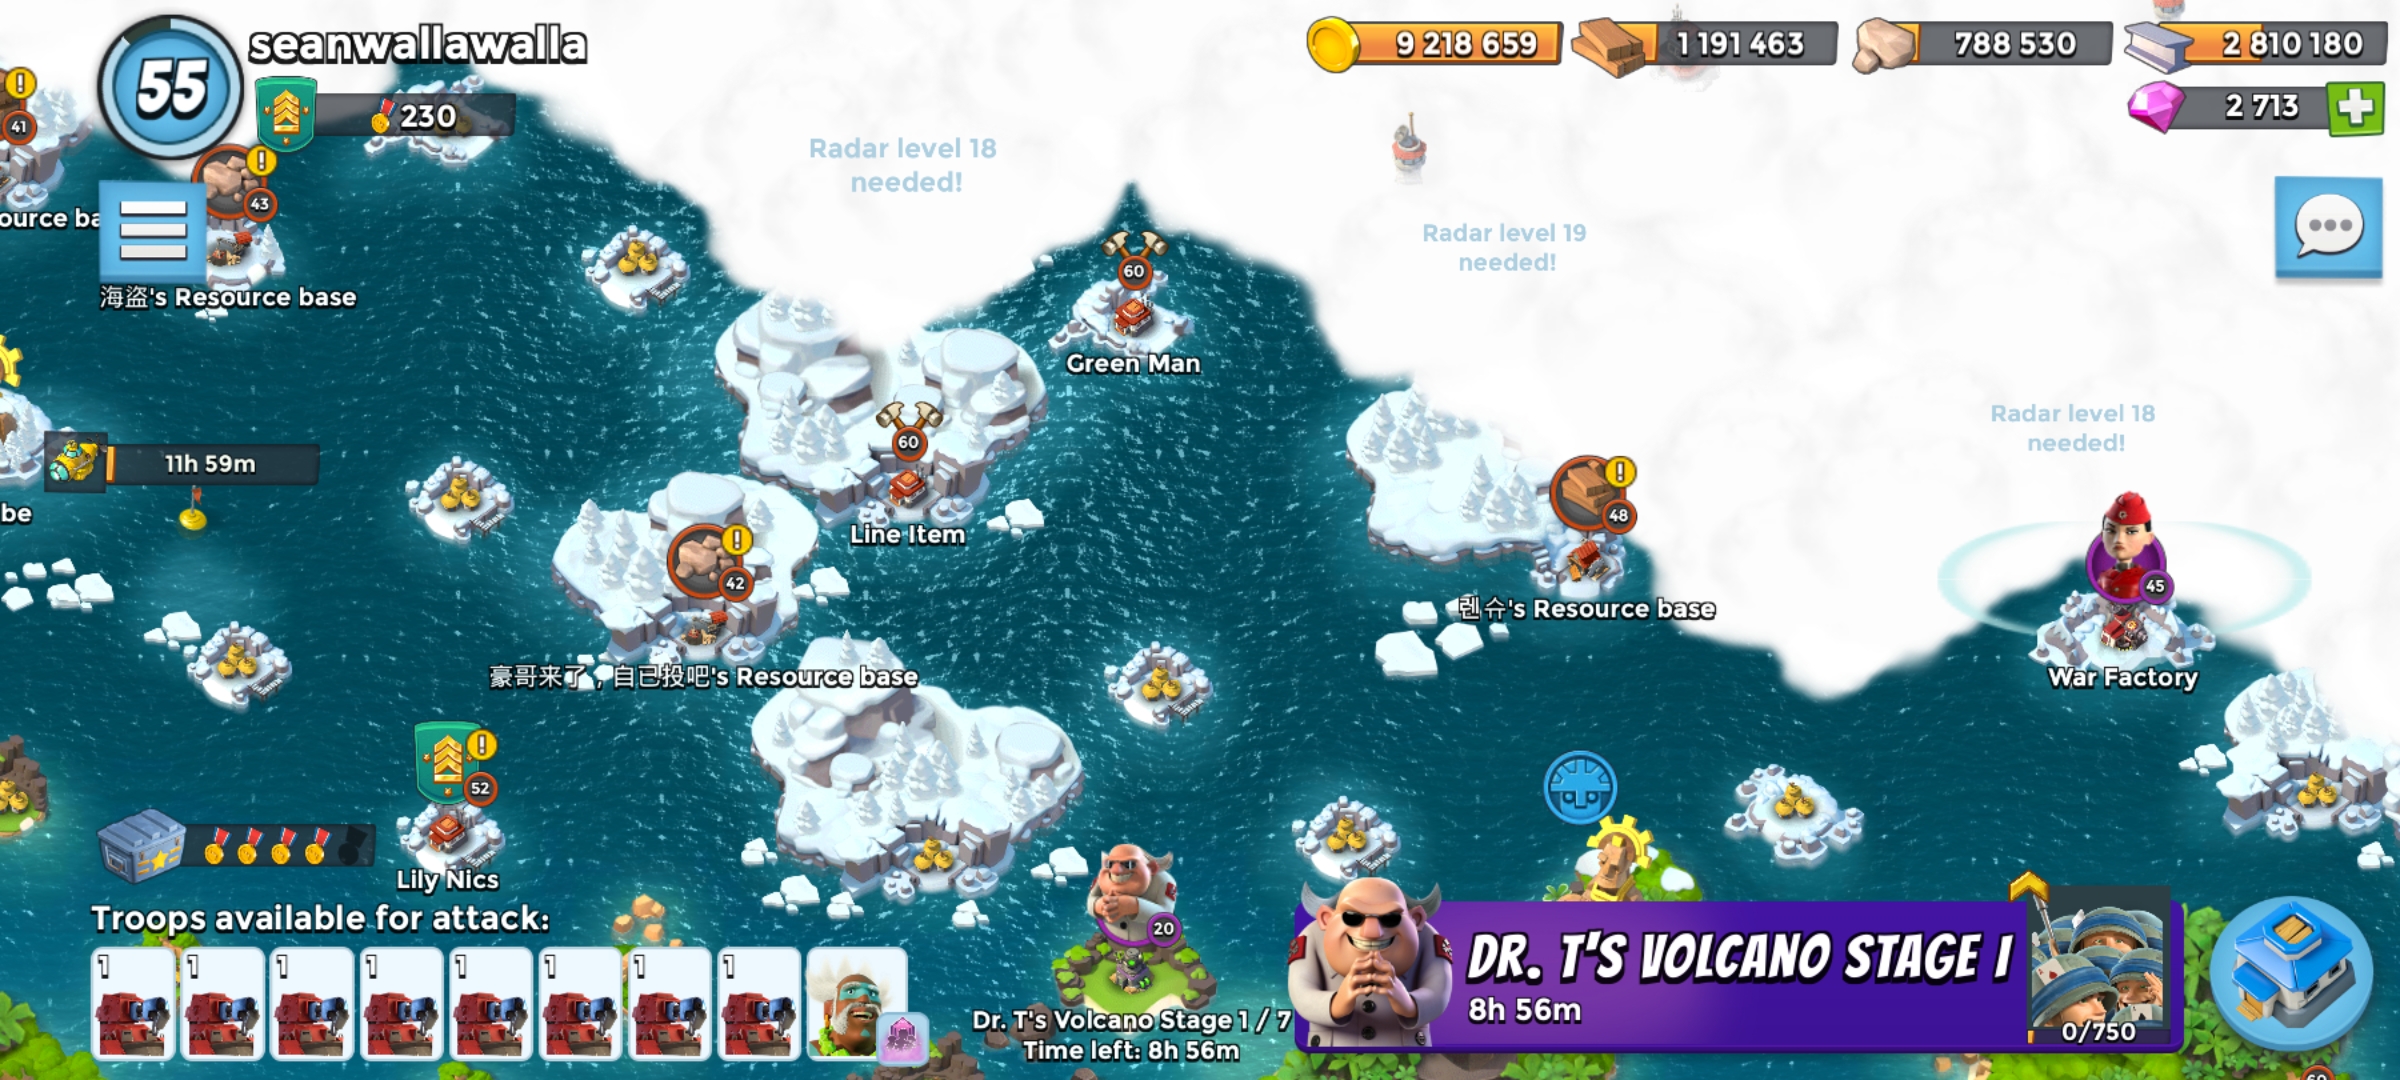 55
seanwallawalla
230
9 218 659
1 191 463
788 530
2 810 180
2 713
41
43
海盗's Resource base
Radar level 18
needed!
Radar level 19
needed!
Radar level 18
needed!
60
Green Man
60
Line Item
11h 59m
be
42
豪哥来了，自己投吧's Resource base
48
렌슈's Resource base
45
War Factory
52
Lily Nics
Troops available for attack:
1
1
1
1
1
1
1
1
20
Dr. T's Volcano Stage 1 / 7
Time left: 8h 56m
DR. T'S VOLCANO STAGE I
8h 56m
0/750